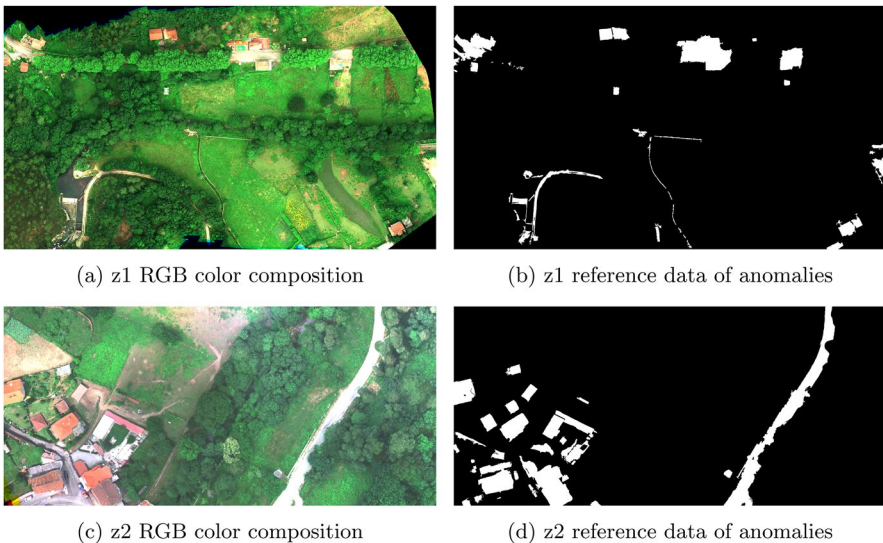 (a) z1 RGB color composition
(b) z1 reference data of anomalies
(c) z2 RGB color composition
(d) z2 reference data of anomalies